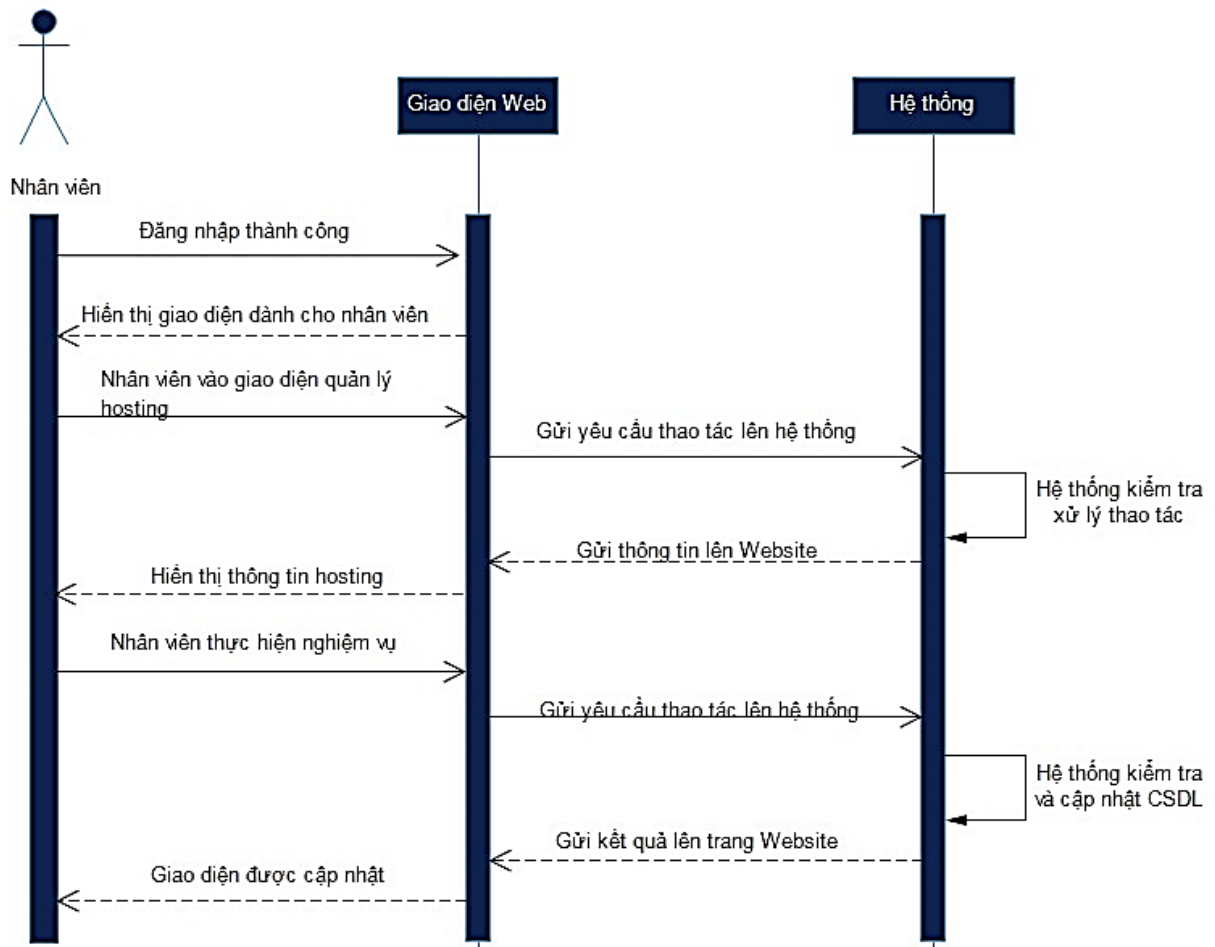 Giao diện Web
Hệ thống
Nhân viên
Đăng nhập thành công
Hiển thị giao diện dành cho nhân viên
Nhân viên vào giao diện quản lý
hosting
Gửi yêu cầu thao tác lên hệ thống
Hệ thống kiểm tra
xử lý thao tác
Gửi thông tin lên Website
Hiển thị thông tin hosting
Nhân viên thực hiện nghiệm vụ
Gửi yêu cầu thao tác lên hệ thống
Hệ thống kiểm tra
và cập nhật CSDL
Gửi kết quả lên trang Website
Giao diện được cập nhật